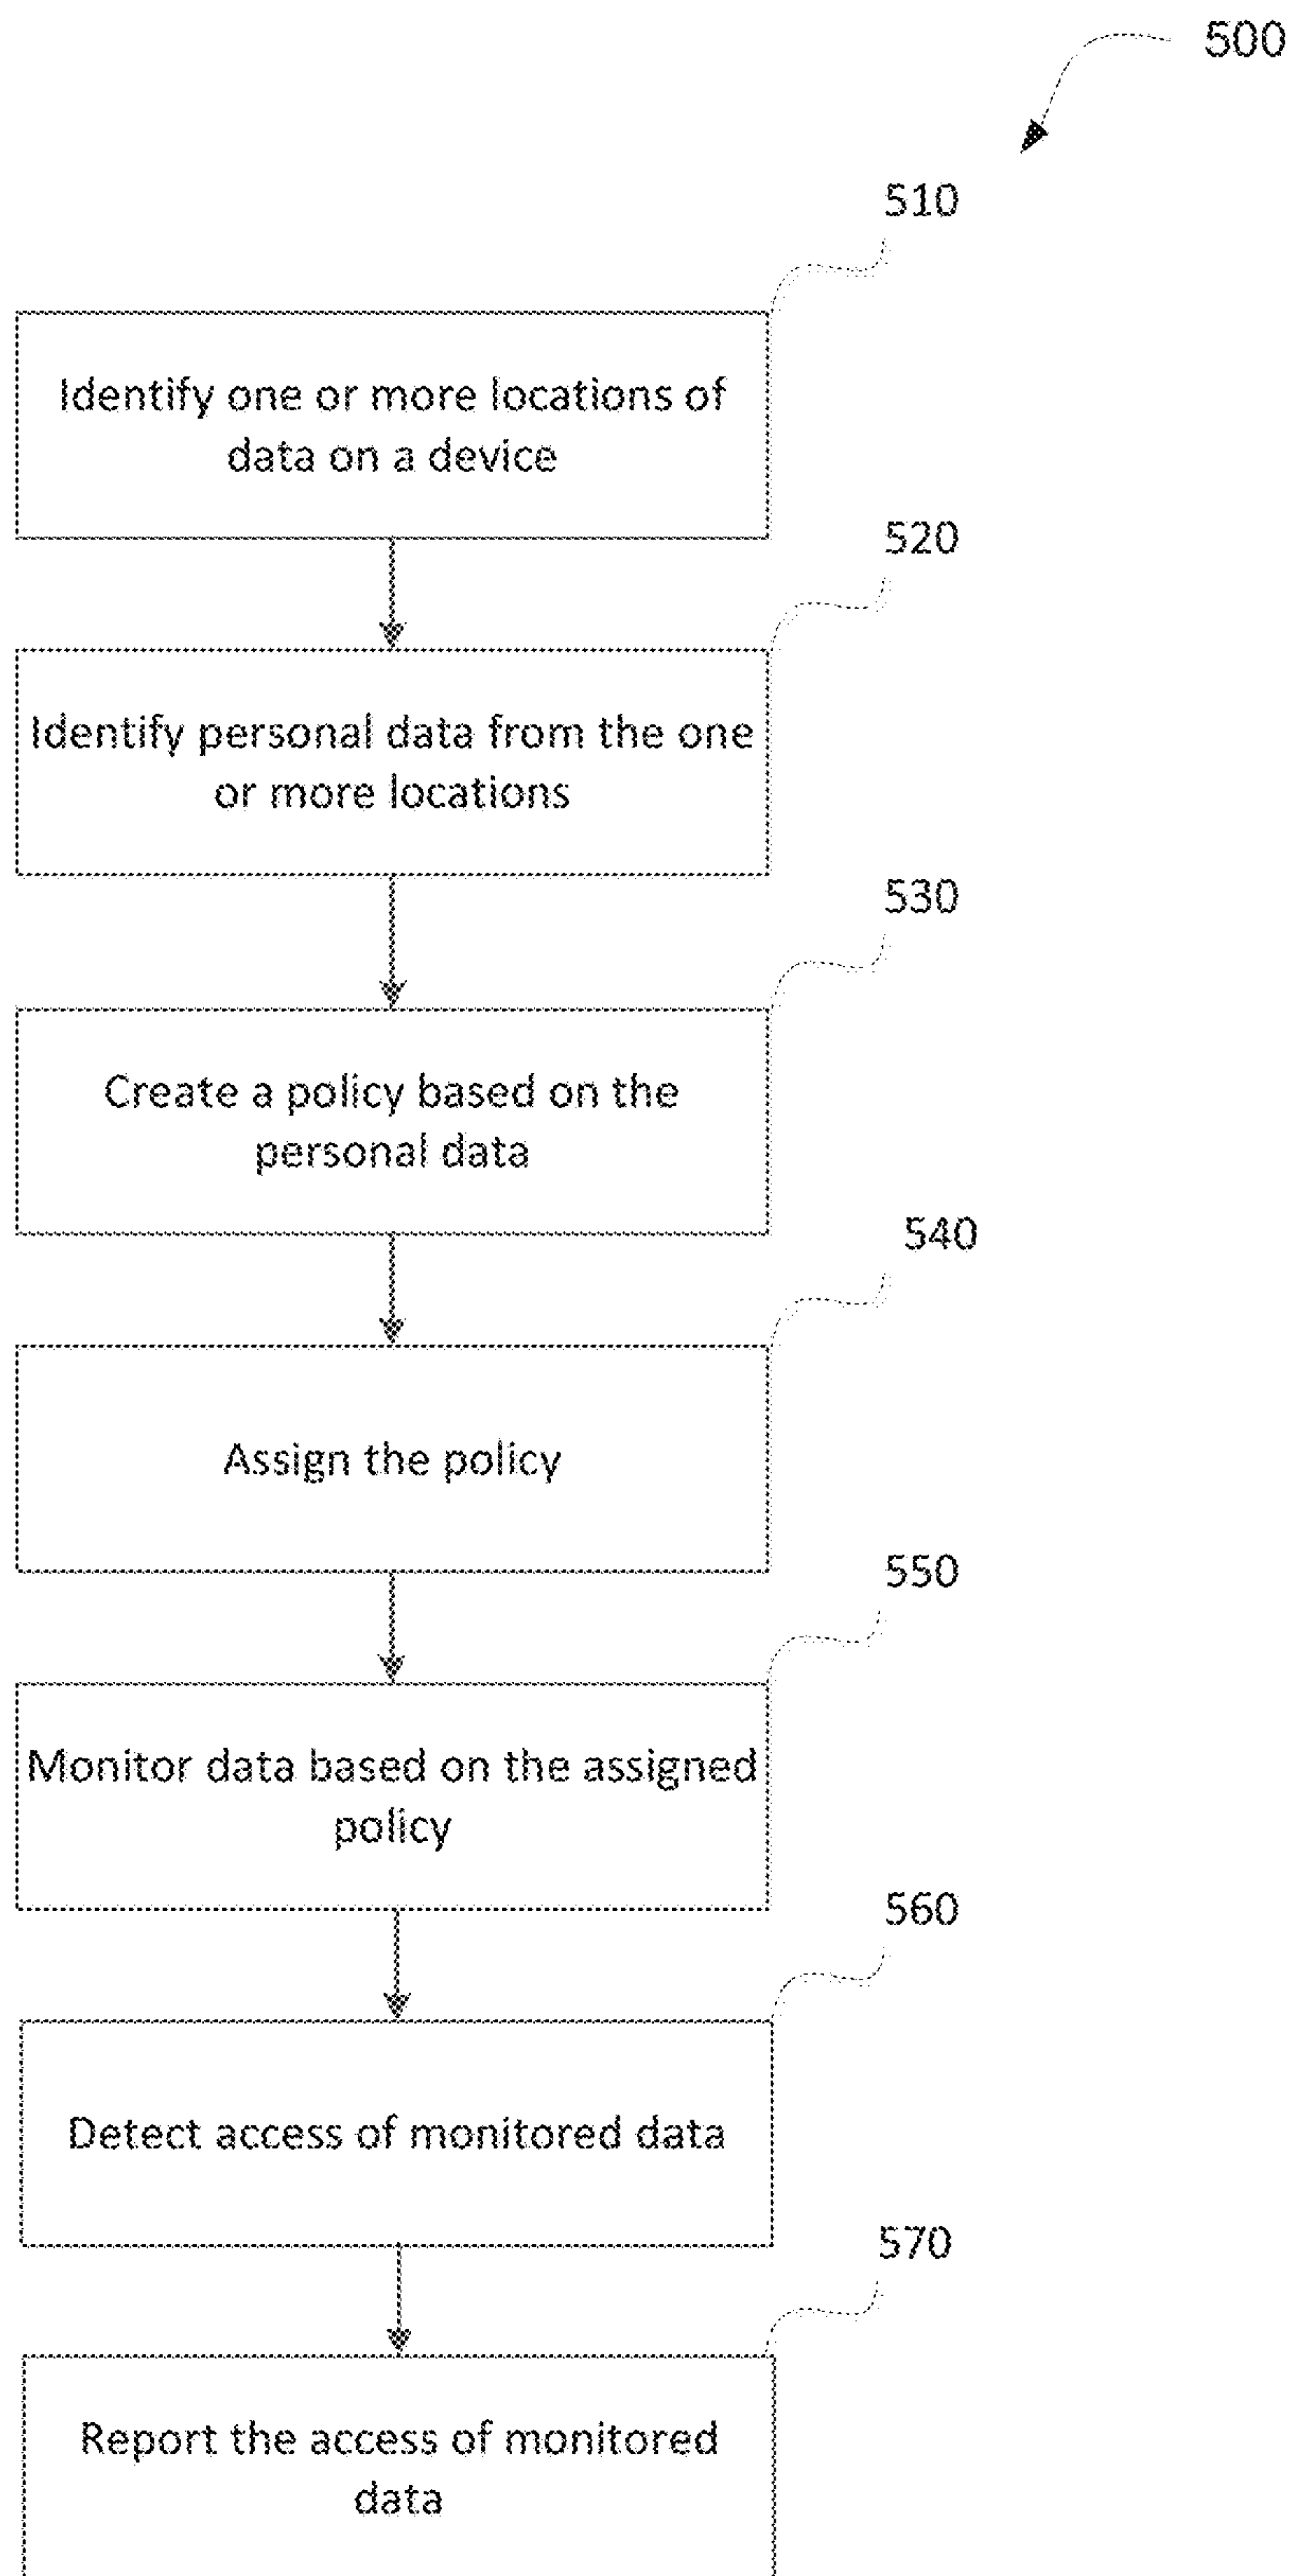 500
510
Identify one or more locations of
data on a device
520
Identify personal data from the one
or more locations
530
Create a policy based on the
personal data
540
Assign the policy
550
Monitor data based on the assigned
policy
560
Detect access of monitored data
570
Report the access of monitored
data